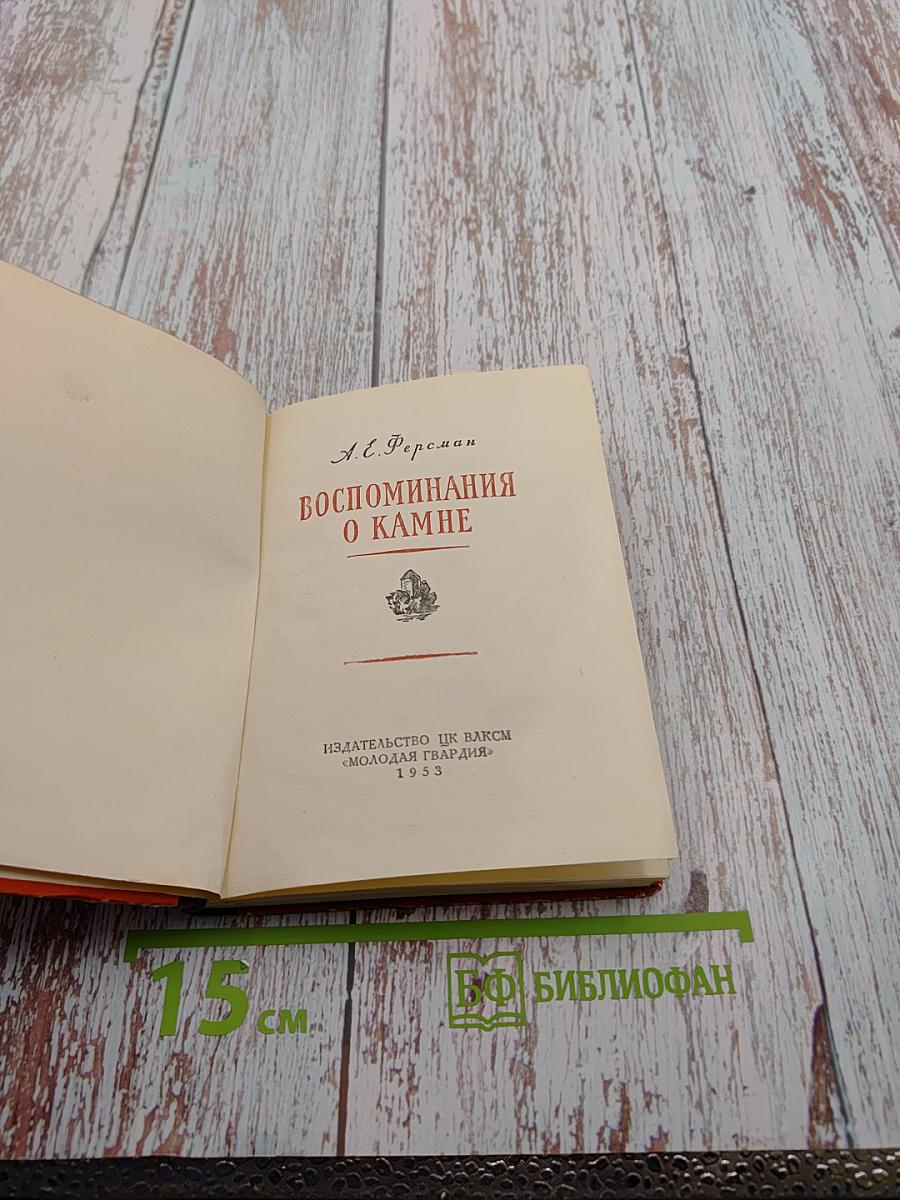 А. Е. Ферсман
ВОСПОМИНАНИЯ
О КАМНЕ
ИЗДАТЕЛЬСТВО ЦК ВЛКСМ
«МОЛОДАЯ ГВАРДИЯ»
1953
15 см
БФ БИБЛИОФАН